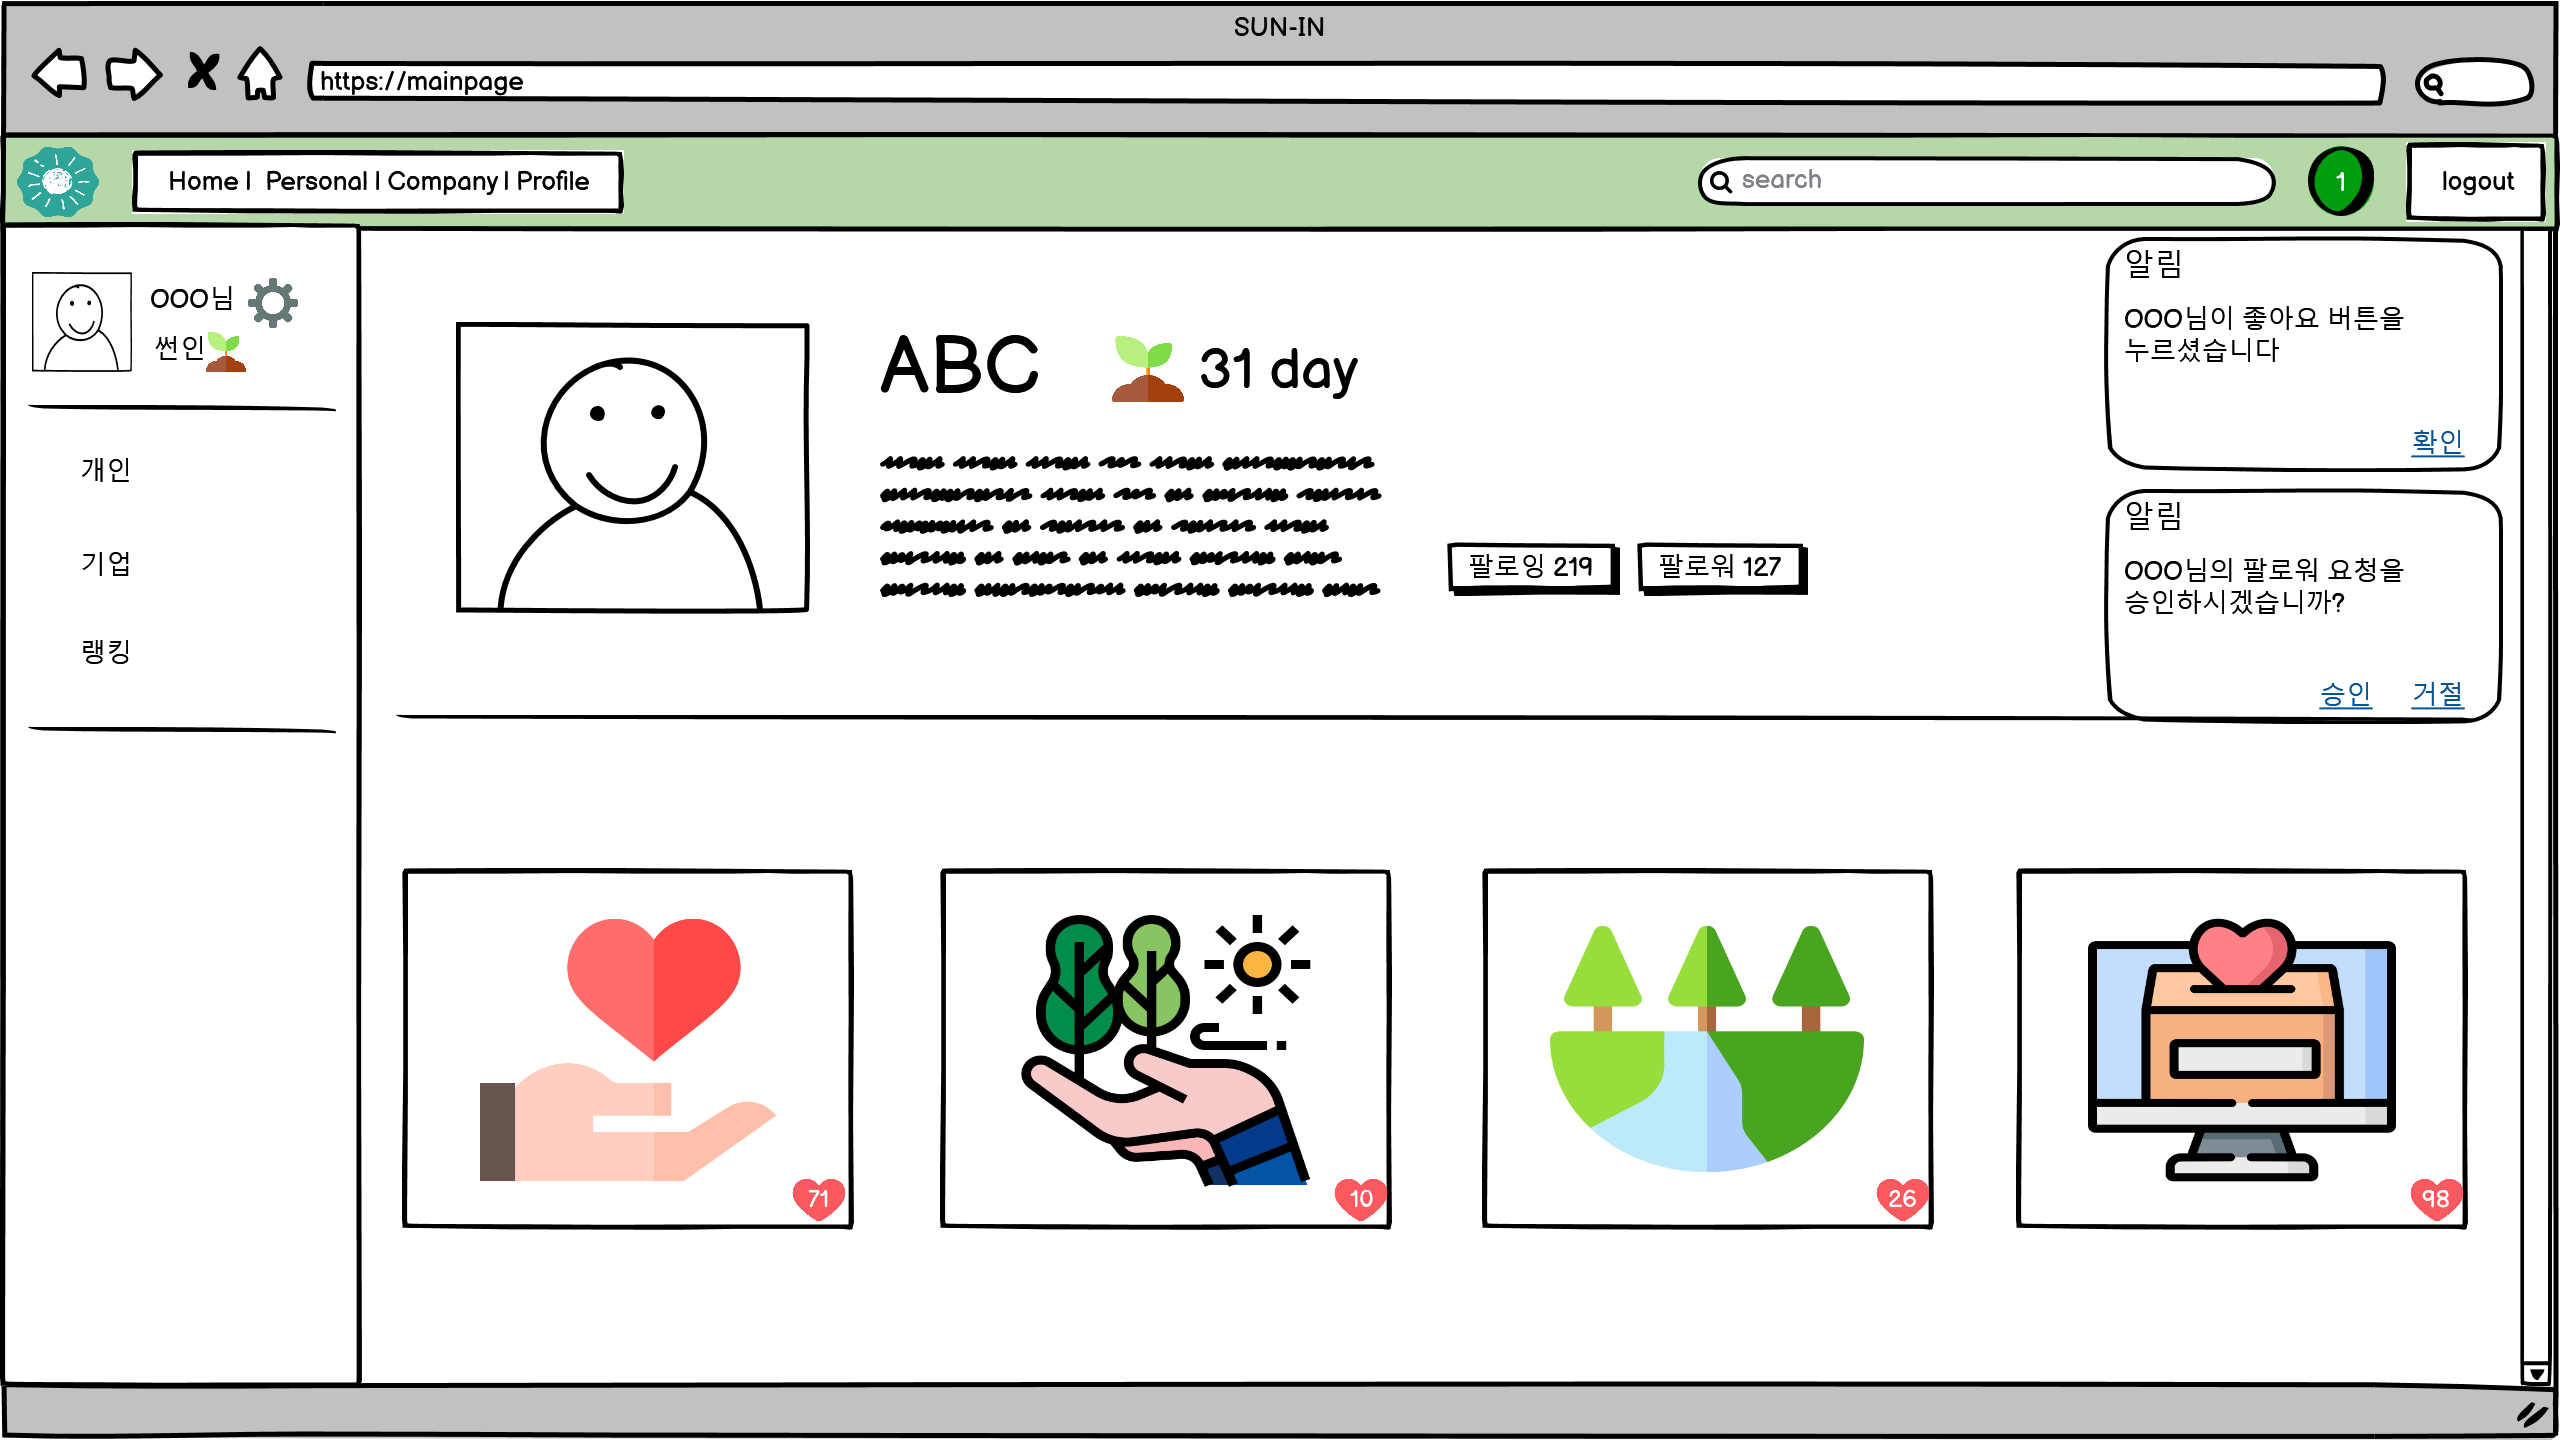 SUN-IN
https://mainpage
Home | Personal | Company | Profile
search
1
logout
OOO님
썬인
개인
기업
랭킹
ABC
31 day
팔로잉 219
팔로워 127
알림
OOO님이 좋아요 버튼을
누르셨습니다
확인
알림
OOO님의 팔로워 요청을
승인하시겠습니까?
승인 거절
71
10
26
98